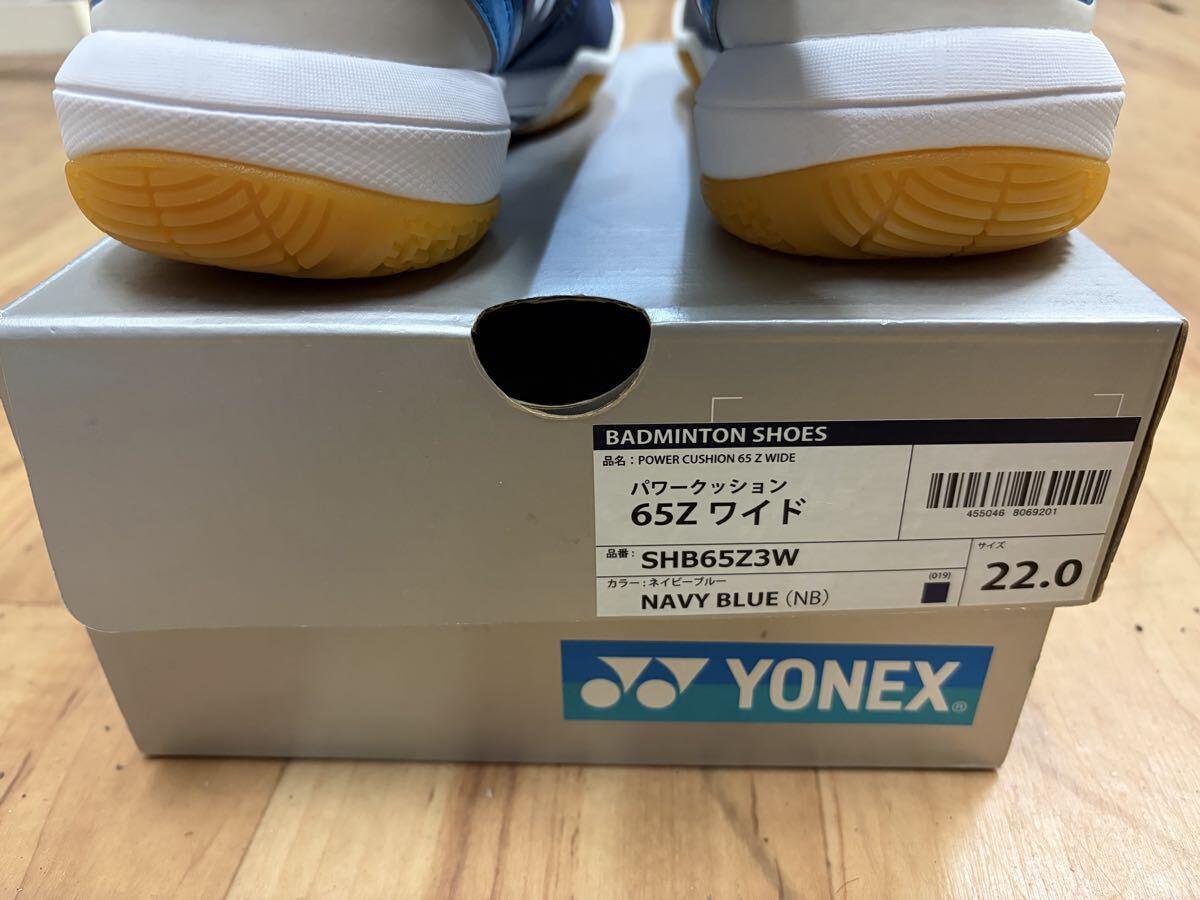 BADMINTON SHOES
品名：POWER CUSHION 65 Z WIDE
パワークッション
65Z ワイド
455046 8069201
品番：SHB65Z3W
サイズ
22.0
カラー：ネイビーブルー
(019)
NAVY BLUE (NB)
YONEX®